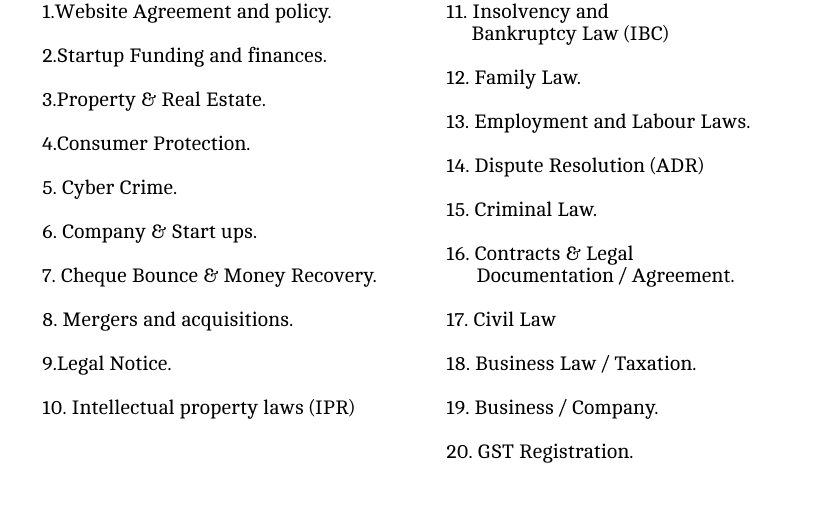 1.Website Agreement and policy.
2.Startup Funding and finances.
3.Property & Real Estate.
4.Consumer Protection.
5. Cyber Crime.
6. Company & Start ups.
7. Cheque Bounce & Money Recovery.
8. Mergers and acquisitions.
9.Legal Notice.
10. Intellectual property laws (IPR)
11. Insolvency and
Bankruptcy Law (IBC)
12. Family Law.
13. Employment and Labour Laws.
14. Dispute Resolution (ADR)
15. Criminal Law.
16. Contracts & Legal
Documentation / Agreement.
17. Civil Law
18. Business Law / Taxation.
19. Business / Company.
20. GST Registration.